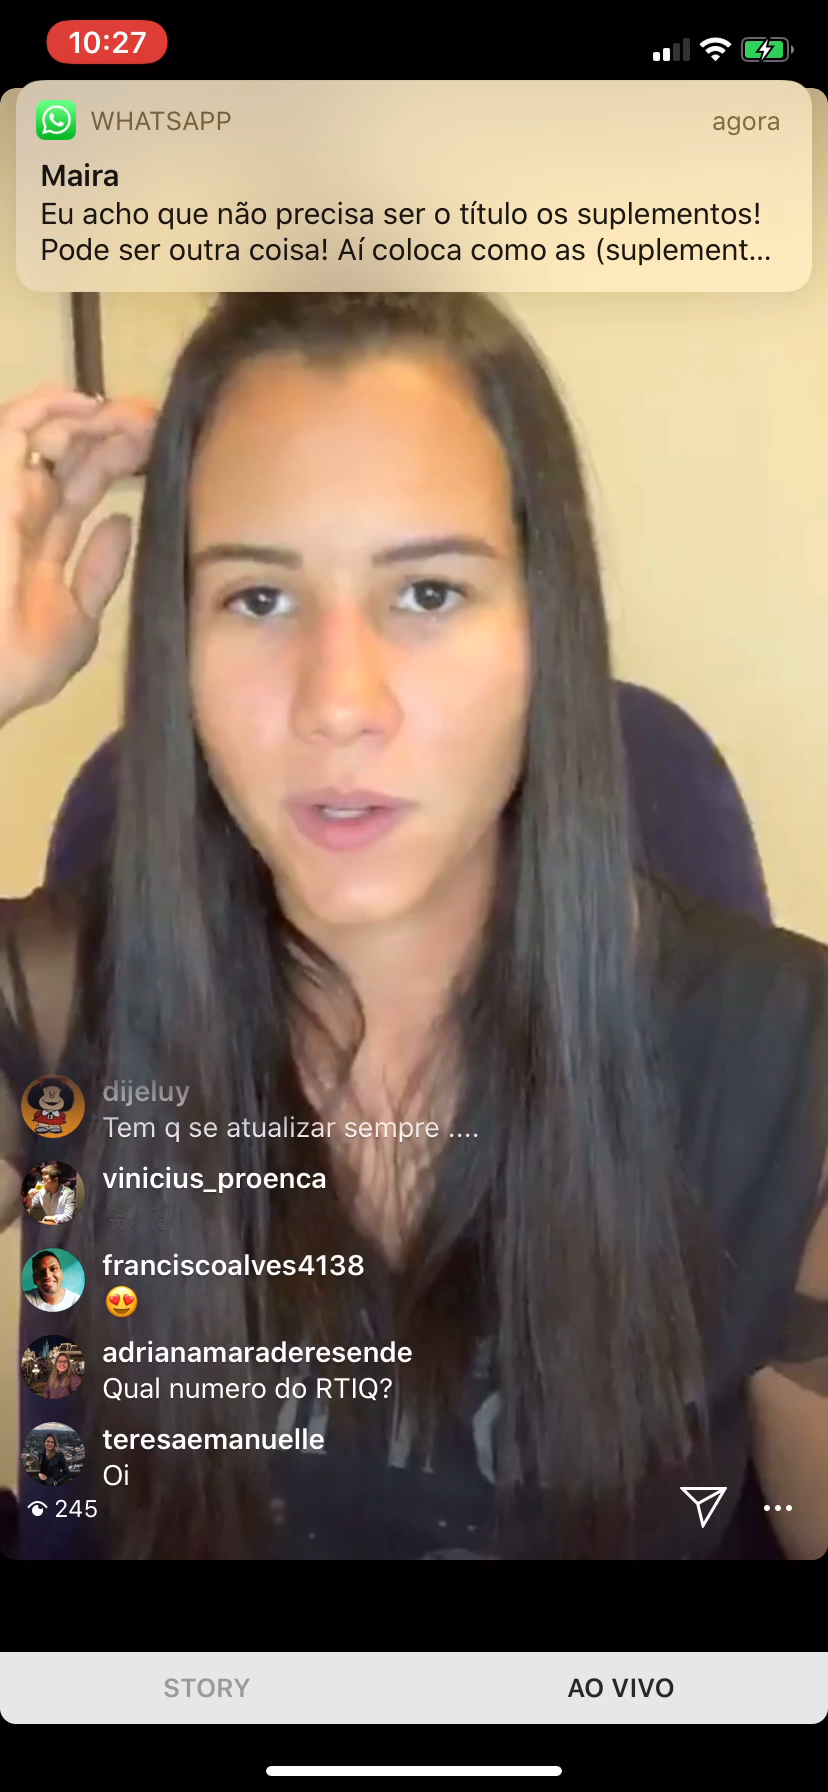 10:27
WHATSAPP
agora
Maira
Eu acho que não precisa ser o título os suplementos!
Pode ser outra coisa! Aí coloca como as (suplement...
dijeluy
Tem q se atualizar sempre ....
vinicius_proenca
franciscoalves4138
😍
adrianamaraderesende
Qual numero do RTIQ?
teresaemanuelle
Oi
245
STORY
AO VIVO